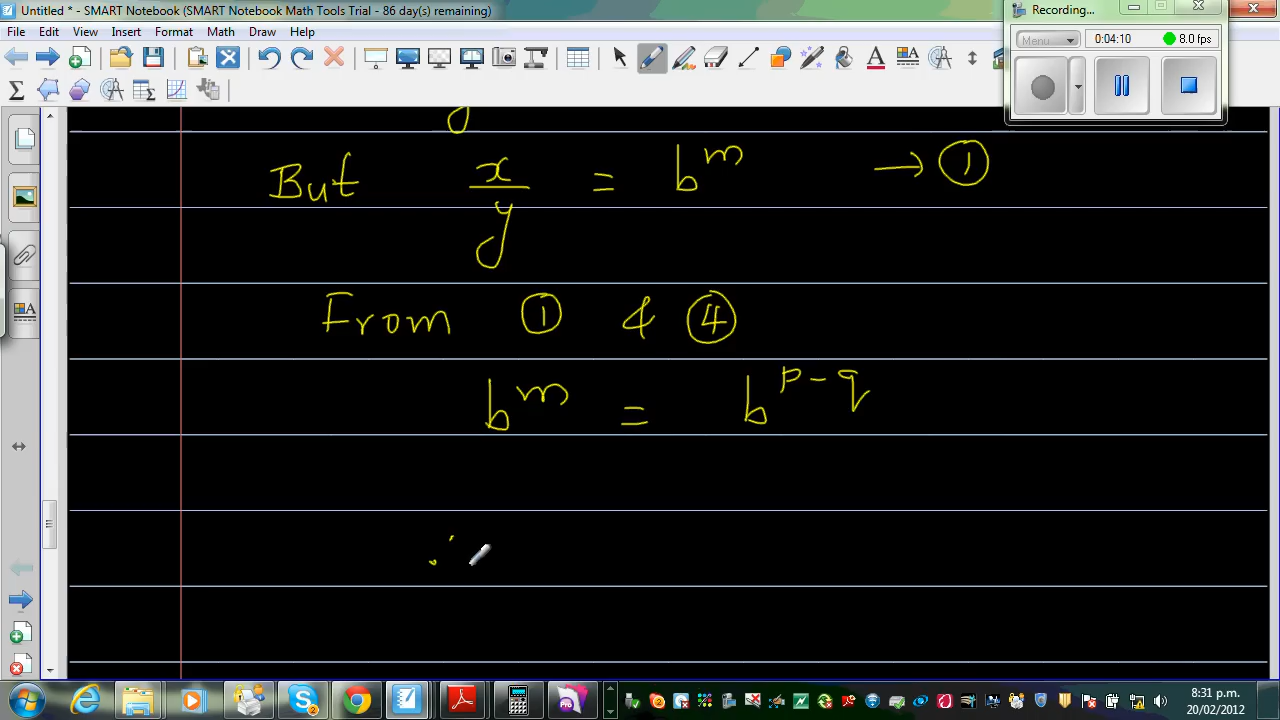 Untitled * - SMART Notebook (SMART Notebook Math Tools Trial - 86 day(s) remaining)
Recording...
File Edit View Insert Format Math Draw Help
Menu 0:04:10 8.0 fps
But x/y = b^m → ①
From ① & ④
b^m = b^(p-q)
∴
8:31 p.m.
20/02/2012